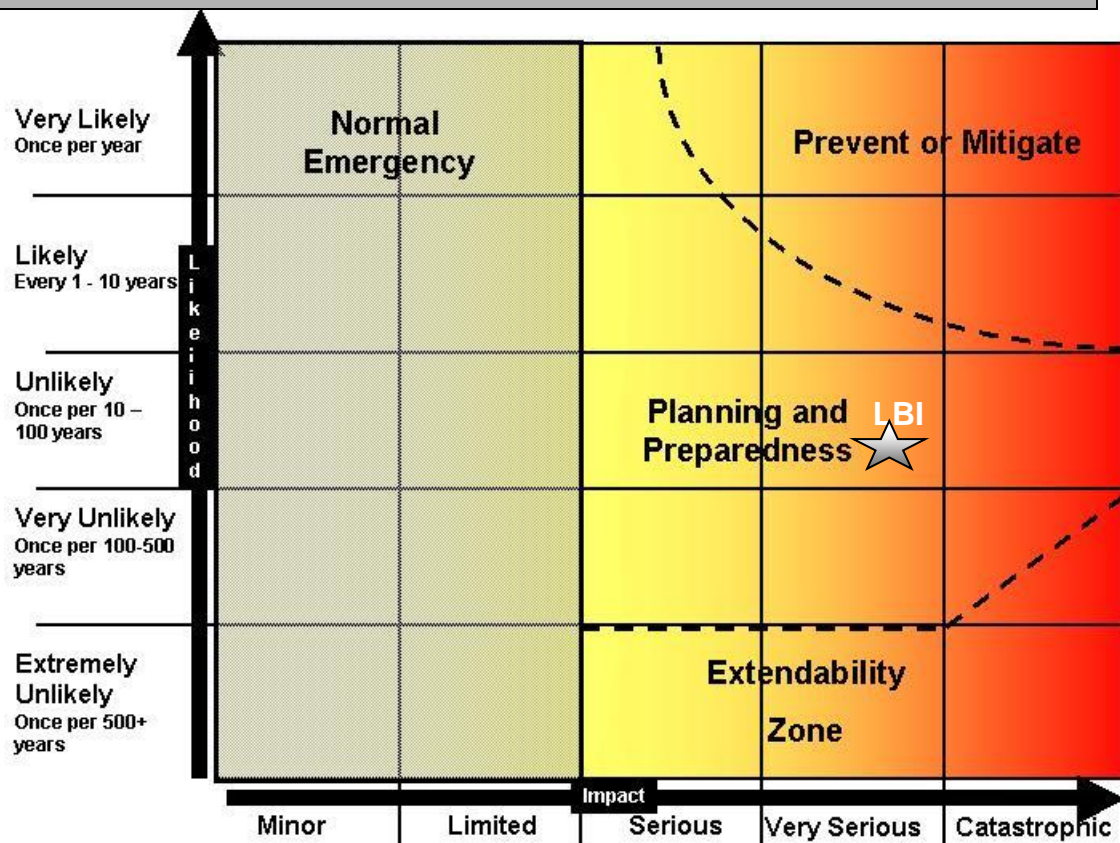 Very Likely
Once per year
Normal
Emergency
Prevent or Mitigate
Likely
Every 1 - 10 years
Likeiihood
Unlikely
Once per 10 –
100 years
Planning and
Preparedness
LBI
Very Unlikely
Once per 100-500
years
Extremely
Unlikely
Once per 500+
years
Extendability
Zone
Impact
Minor
Limited
Serious
Very Serious
Catastrophic